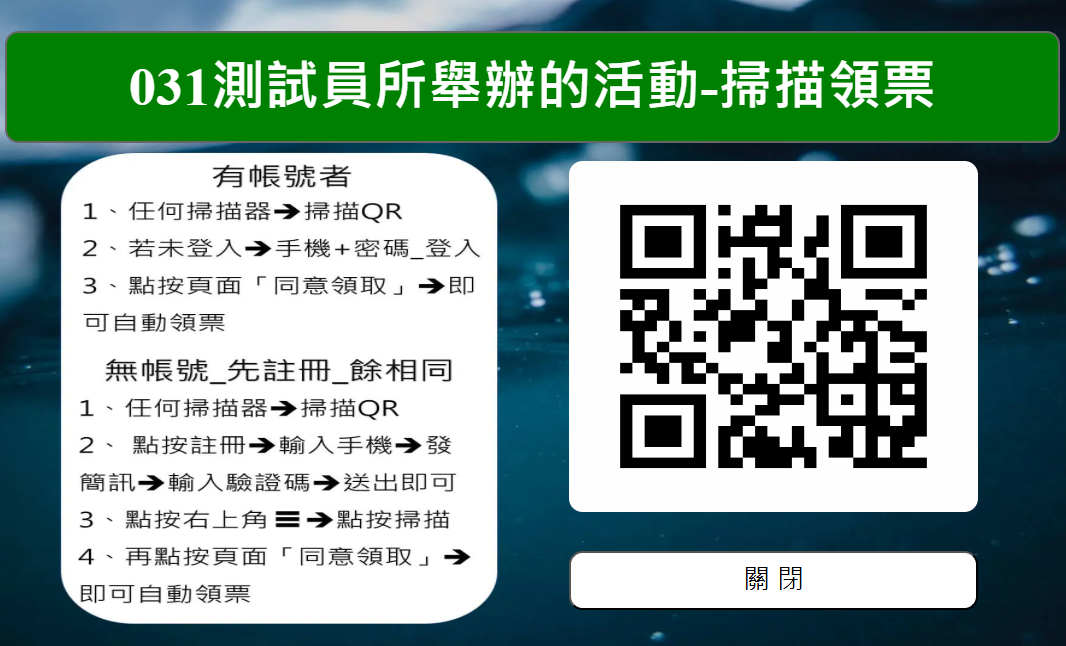 031測試員所舉辦的活動-掃描領票
有帳號者
1、任何掃描器➔掃描QR
2、若未登入➔手機+密碼_登入
3、點按頁面「同意領取」➔即
可自動領票
無帳號_先註冊_餘相同
1、任何掃描器➔掃描QR
2、 點按註冊➔輸入手機➔發
簡訊➔輸入驗證碼➔送出即可
3、點按右上角☰➔點按掃描
4、再點按頁面「同意領取」➔
即可自動領票
關 閉